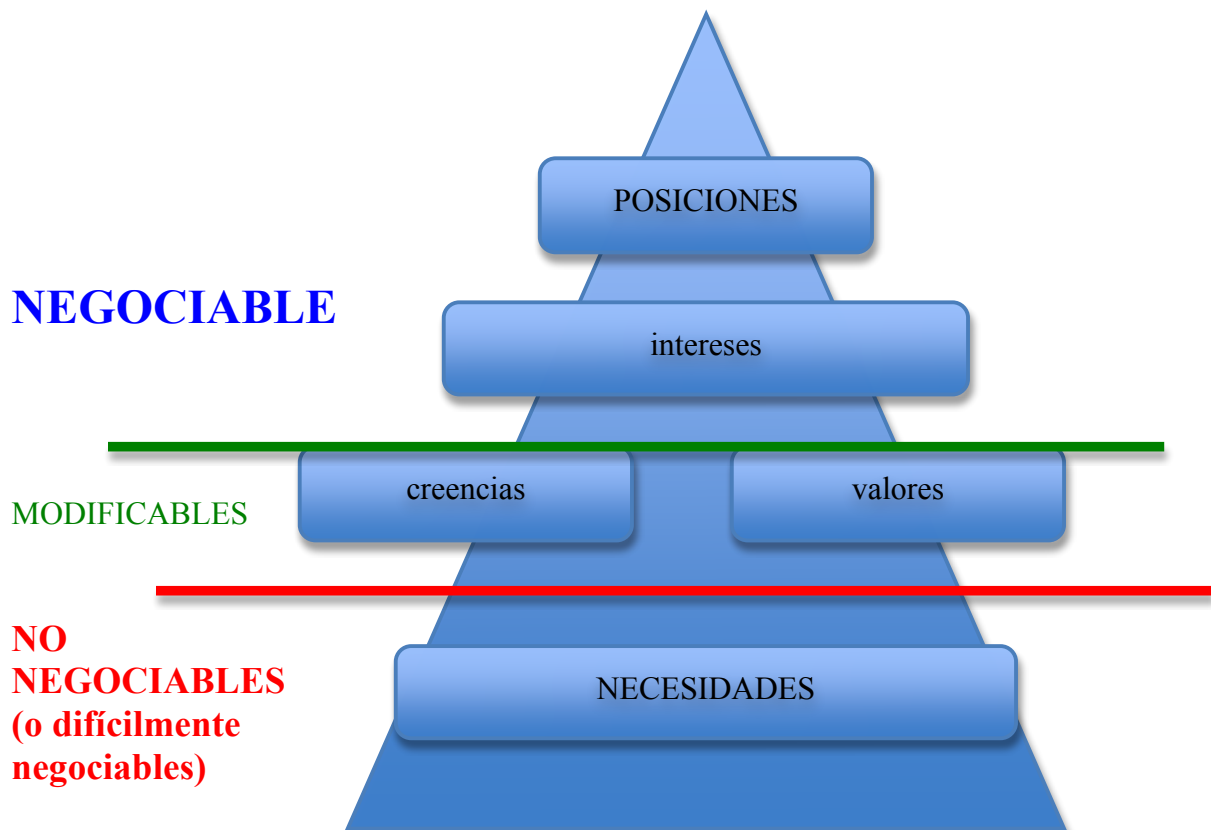 POSICIONES
NEGOCIABLE
intereses
creencias
valores
MODIFICABLES
NO
NEGOCIABLES
(o difícilmente
negociables)
NECESIDADES